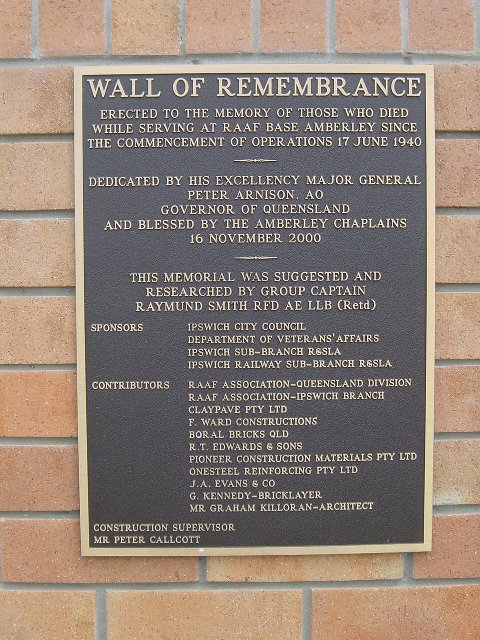 WALL OF REMEMBRANCE
ERECTED TO THE MEMORY OF THOSE WHO DIED
WHILE SERVING AT RAAF BASE AMBERLEY SINCE
THE COMMENCEMENT OF OPERATIONS 17 JUNE 1940
DEDICATED BY HIS EXCELLENCY MAJOR GENERAL
PETER ARNISON. AO
GOVERNOR OF QUEENSLAND
AND BLESSED BY THE AMBERLEY CHAPLAINS
16 NOVEMBER 2000
THIS MEMORIAL WAS SUGGESTED AND
RESEARCHED BY GROUP CAPTAIN
RAYMUND SMITH RFD AE LLB (Retd)
SPONSORS IPSWICH CITY COUNCIL
DEPARTMENT OF VETERANS'AFFAIRS
IPSWICH SUB-BRANCH R&SLA
IPSWICH RAILWAY SUB-BRANCH R&SLA
CONTRIBUTORS RAAF ASSOCIATION-QUEENSLAND DIVISION
RAAF ASSOCIATION-IPSWICH BRANCH
CLAYPAVE PTY LTD
F. WARD CONSTRUCTIONS
BORAL BRICKS QLD
R.T. EDWARDS & SONS
PIONEER CONSTRUCTION MATERIALS PTY LTD
ONESTEEL REINFORCING PTY LTD
J.A. EVANS & CO
G. KENNEDY-BRICKLAYER
MR GRAHAM KILLORAN-ARCHITECT
CONSTRUCTION SUPERVISOR
MR PETER CALLCOTT